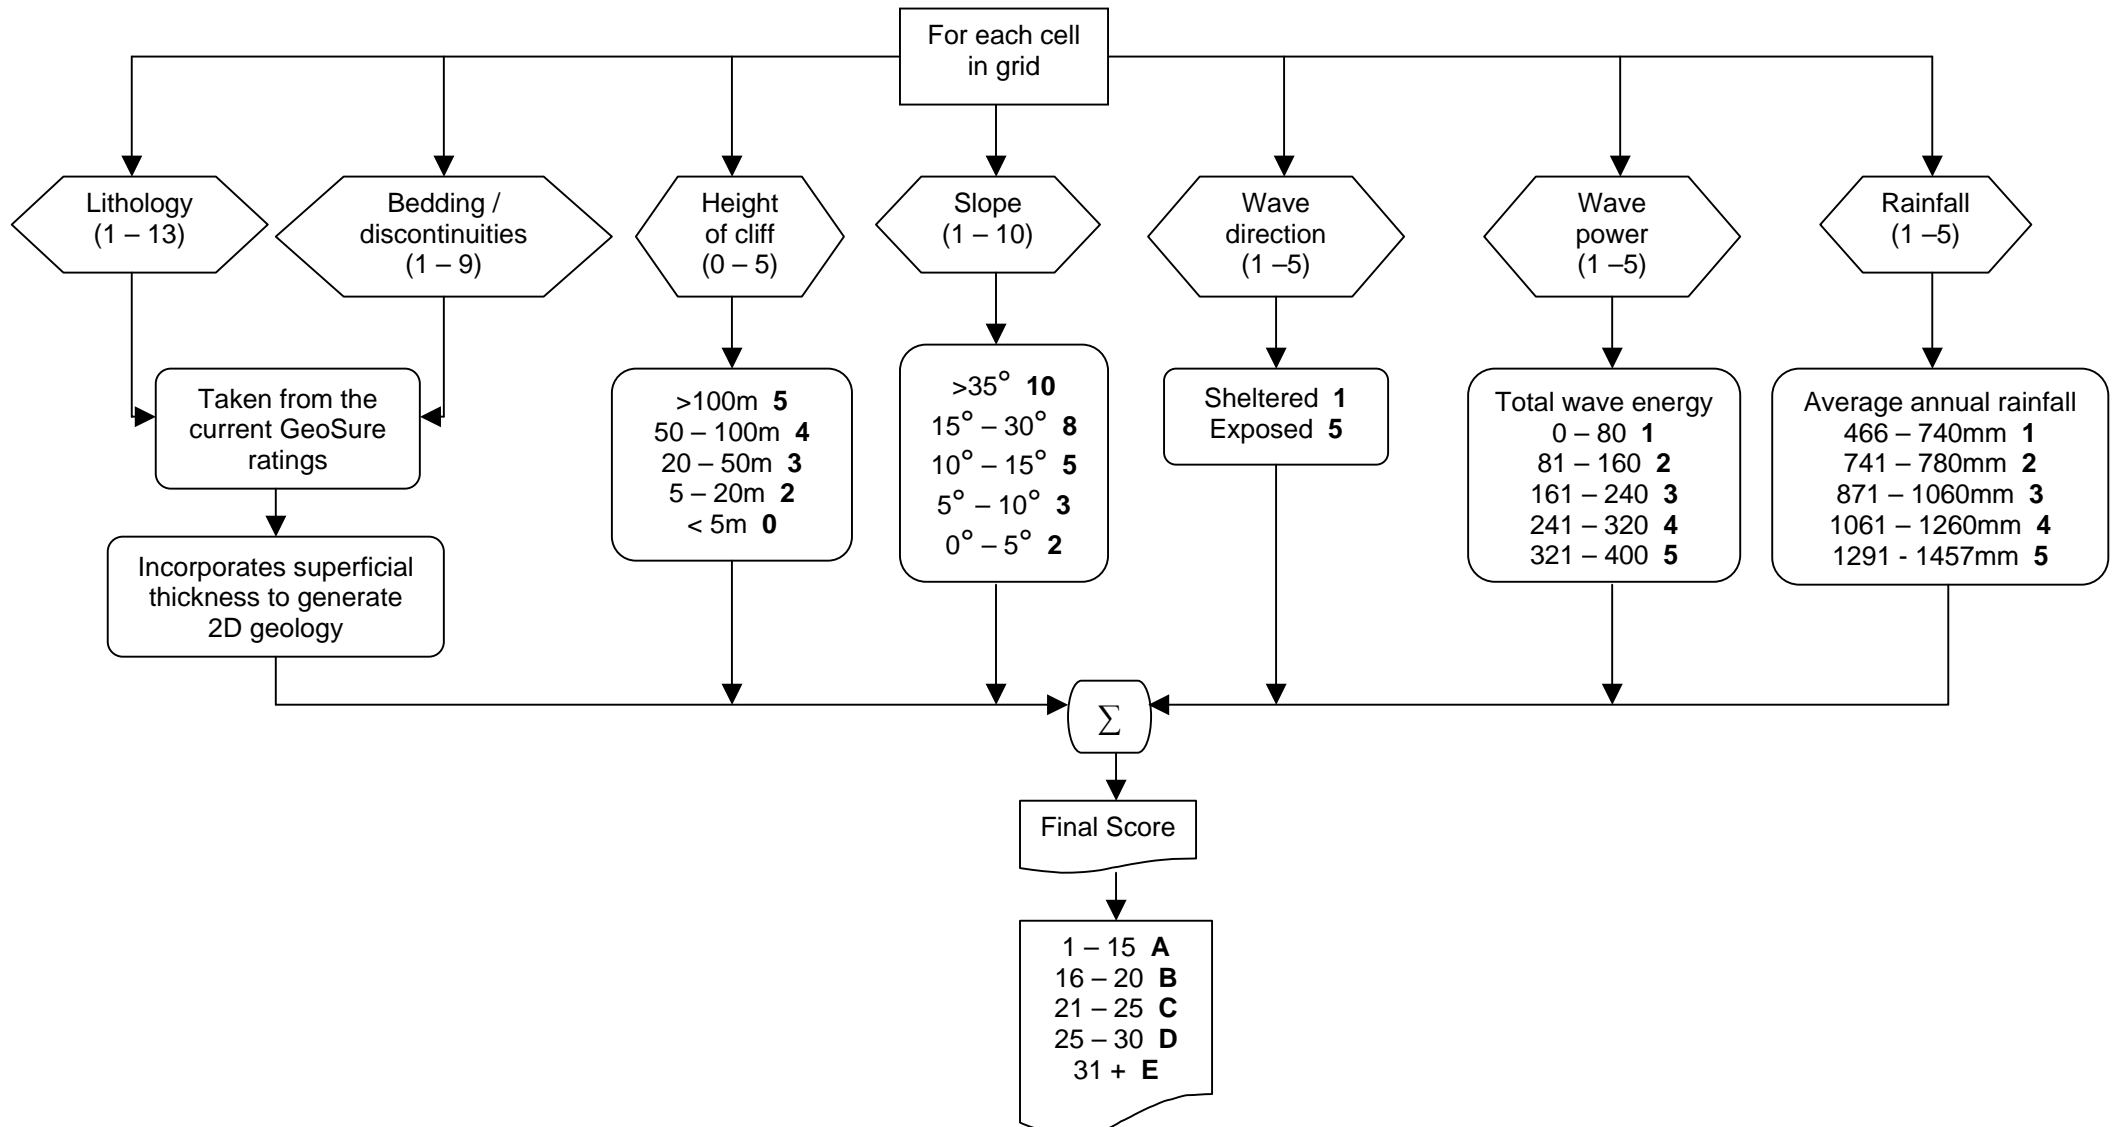 For each cell
in grid
Lithology
(1 – 13)
Bedding /
discontinuities
(1 – 9)
Height
of cliff
(0 – 5)
Slope
(1 – 10)
Wave
direction
(1 –5)
Wave
power
(1 –5)
Rainfall
(1 –5)
Taken from the
current GeoSure
ratings
Incorporates superficial
thickness to generate
2D geology
>100m 5
50 – 100m 4
20 – 50m 3
5 – 20m 2
< 5m 0
>35° 10
15° – 30° 8
10° – 15° 5
5° – 10° 3
0° – 5° 2
Sheltered 1
Exposed 5
Total wave energy
0 – 80 1
81 – 160 2
161 – 240 3
241 – 320 4
321 – 400 5
Average annual rainfall
466 – 740mm 1
741 – 780mm 2
871 – 1060mm 3
1061 – 1260mm 4
1291 - 1457mm 5
∑
Final Score
1 – 15 A
16 – 20 B
21 – 25 C
25 – 30 D
31 + E